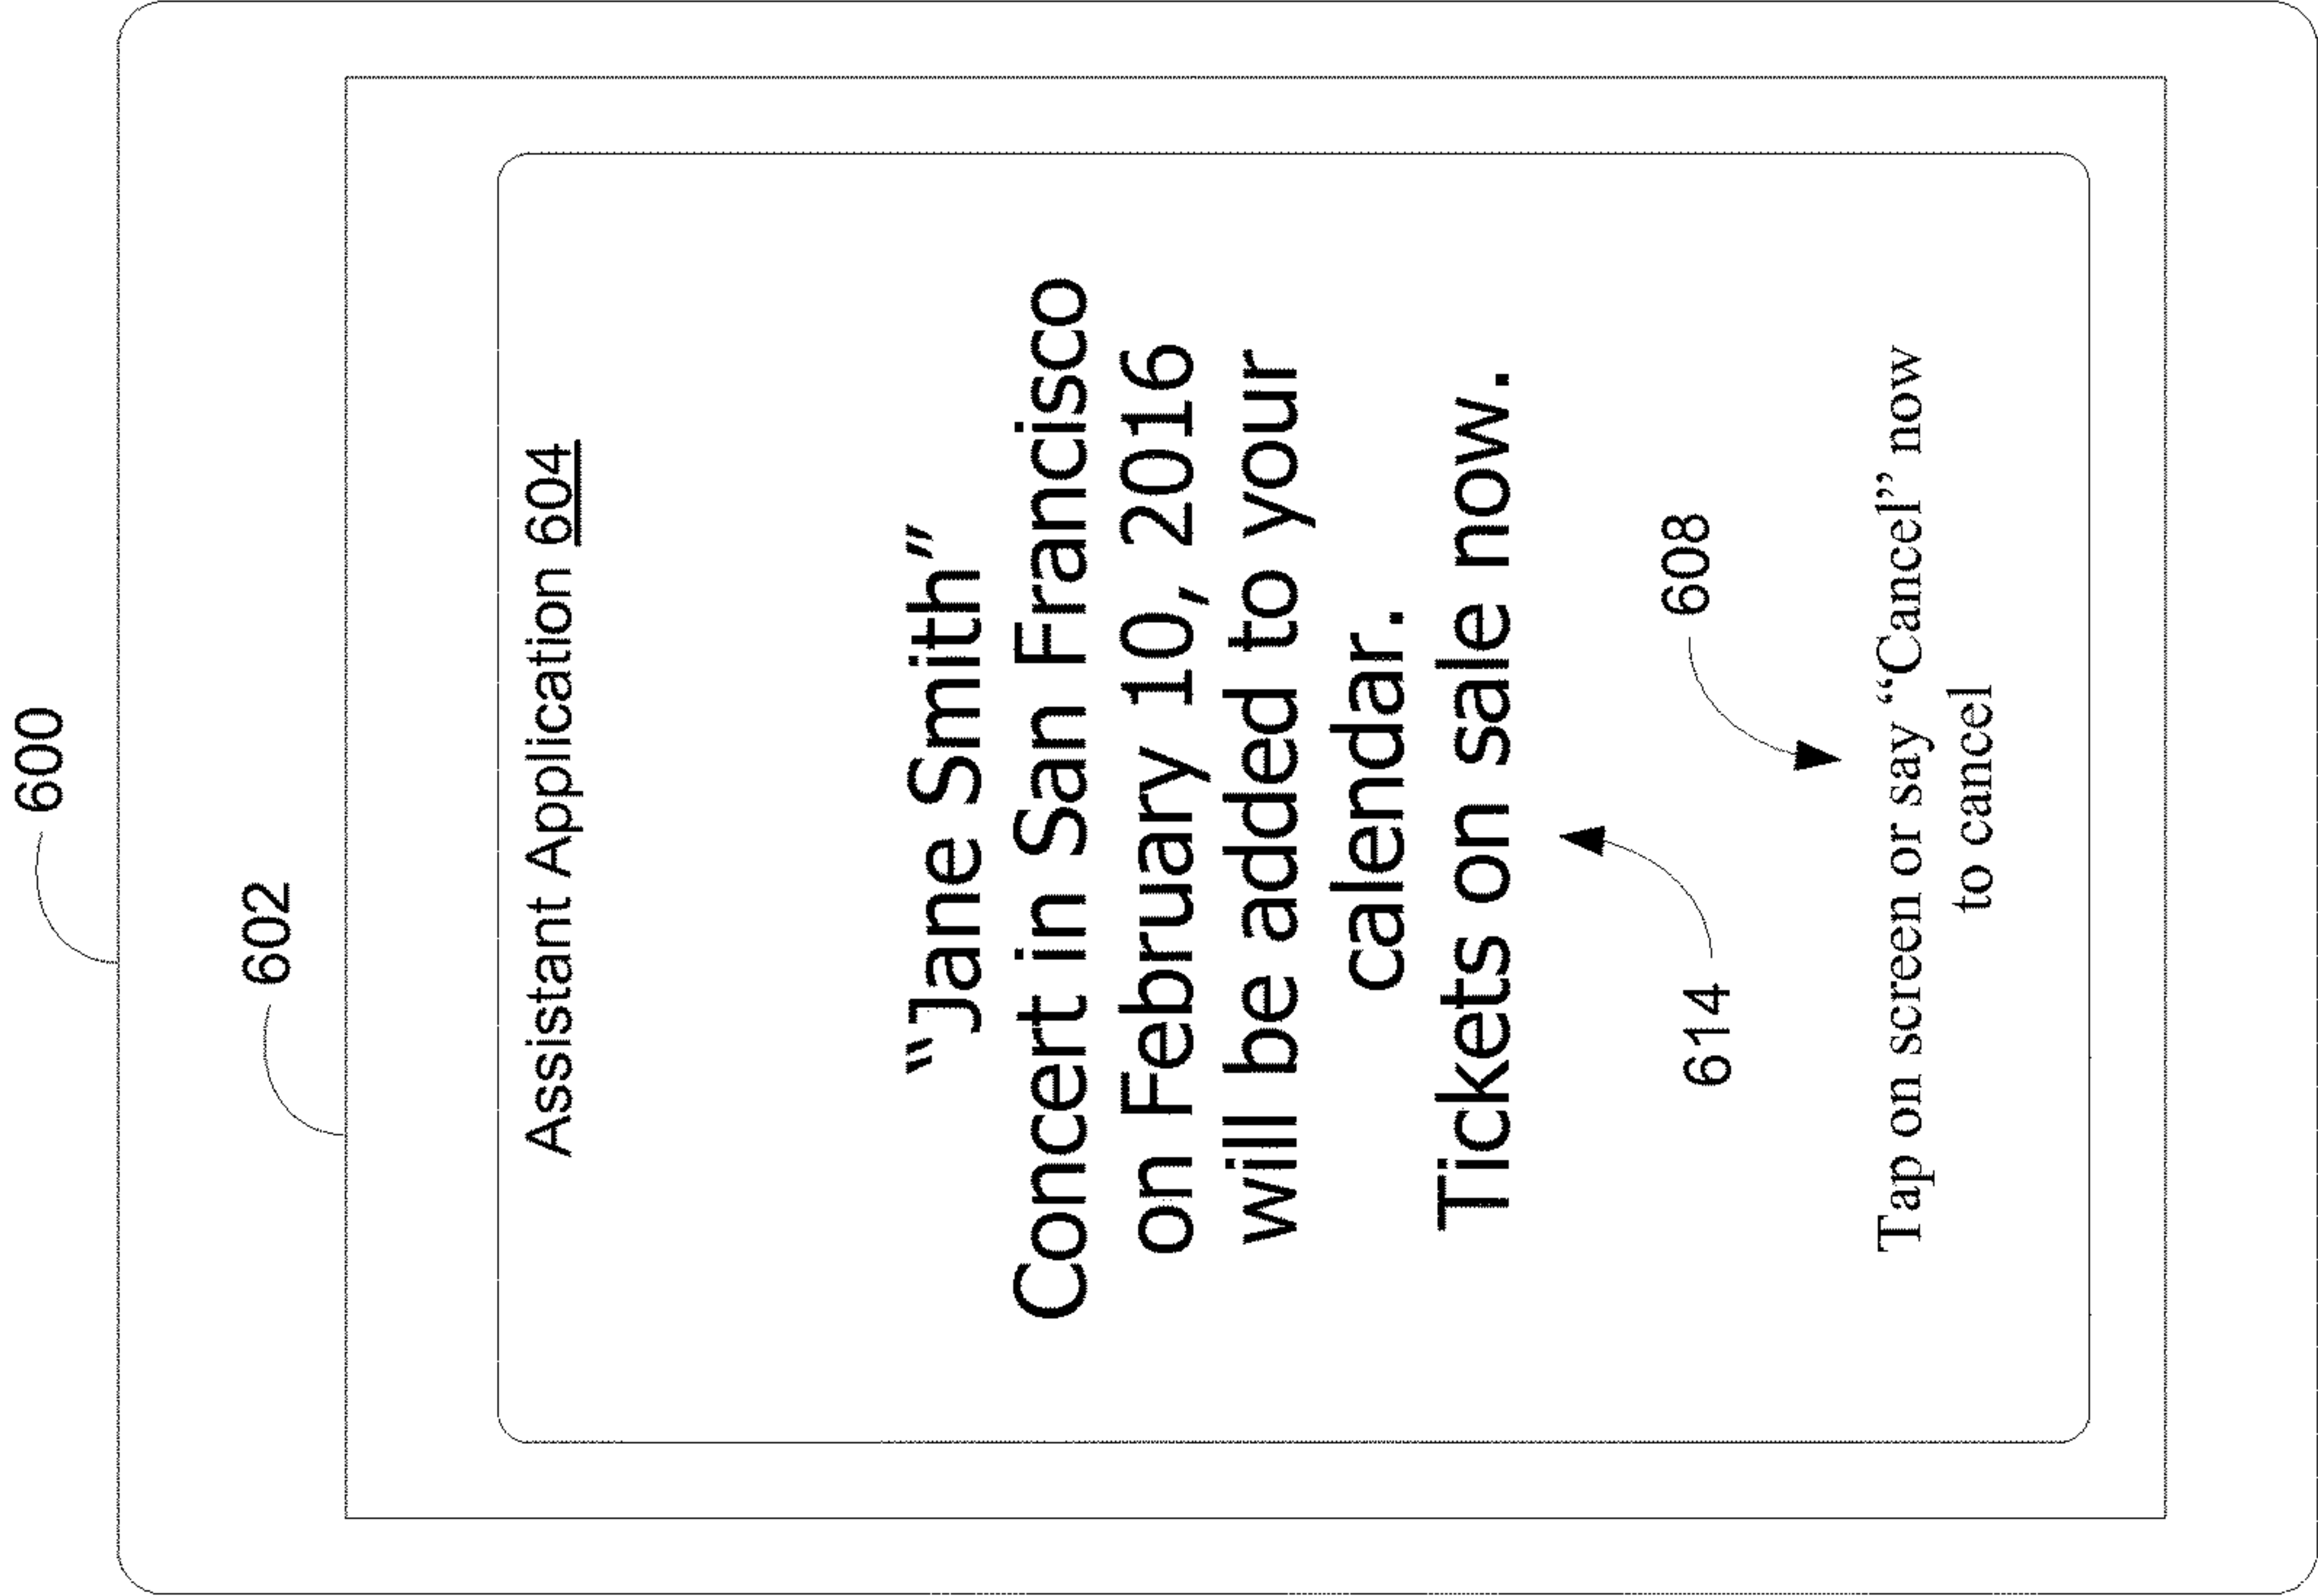 600
602
Assistant Application 604
“Jane Smith”
Concert in San Francisco
on February 10, 2016
will be added to your
calendar.
Tickets on sale now.
614
608
Tap on screen or say “Cancel” now
to cancel